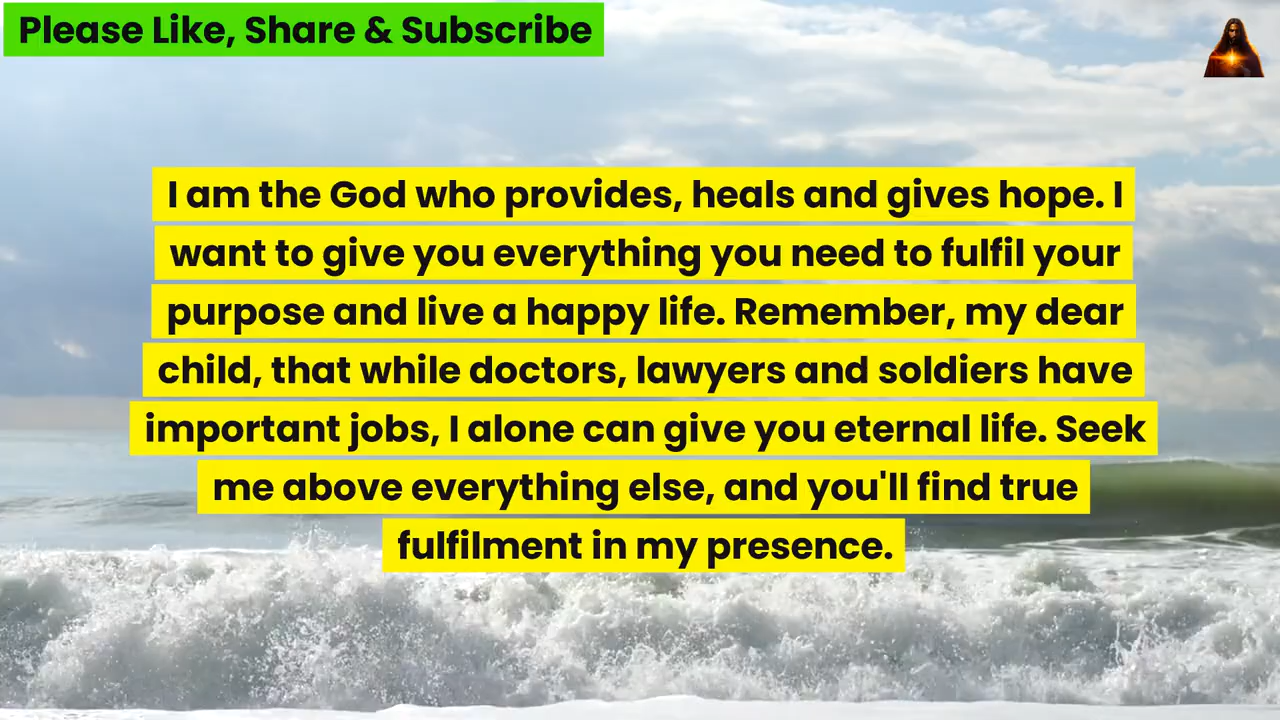 Please Like, Share & Subscribe
I am the God who provides, heals and gives hope. I
want to give you everything you need to fulfil your
purpose and live a happy life. Remember, my dear
child, that while doctors, lawyers and soldiers have
important jobs, I alone can give you eternal life. Seek
me above everything else, and you'll find true
fulfilment in my presence.